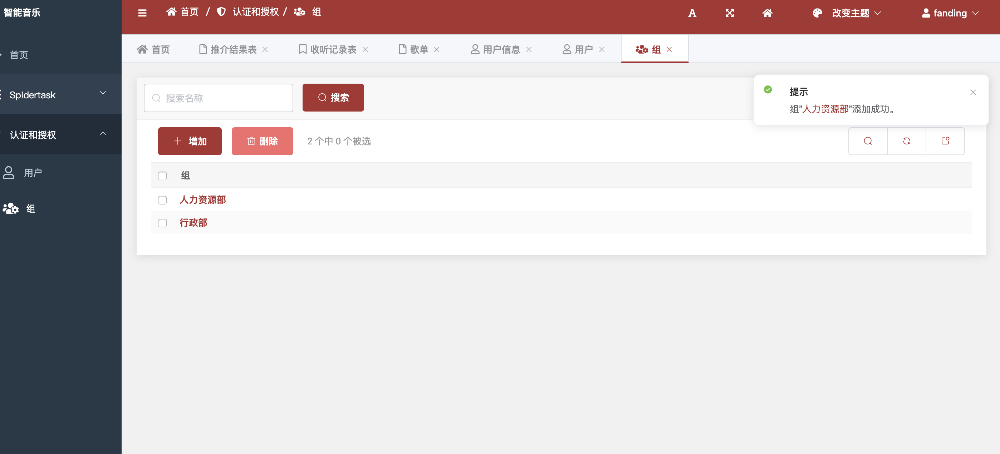 智能音乐
首页 / 认证和授权 / 组
A
改变主题
fanding
首页
推介结果表
收听记录表
歌单
用户信息
用户
组
首页
Spidertask
认证和授权
用户
组
搜索名称
搜索
提示
组"人力资源部"添加成功。
增加
删除
2 个中 0 个被选
组
人力资源部
行政部